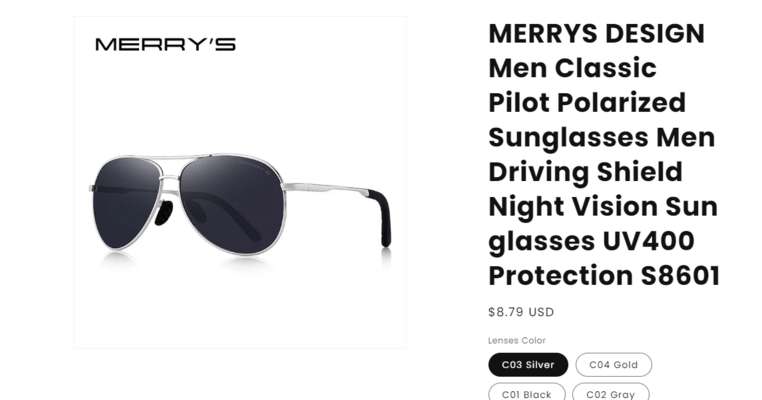 MERRY'S
MERRYS DESIGN
Men Classic
Pilot Polarized
Sunglasses Men
Driving Shield
Night Vision Sun
glasses UV400
Protection S8601
$8.79 USD
Lenses Color
C03 Silver
C04 Gold
C01 Black
C02 Gray